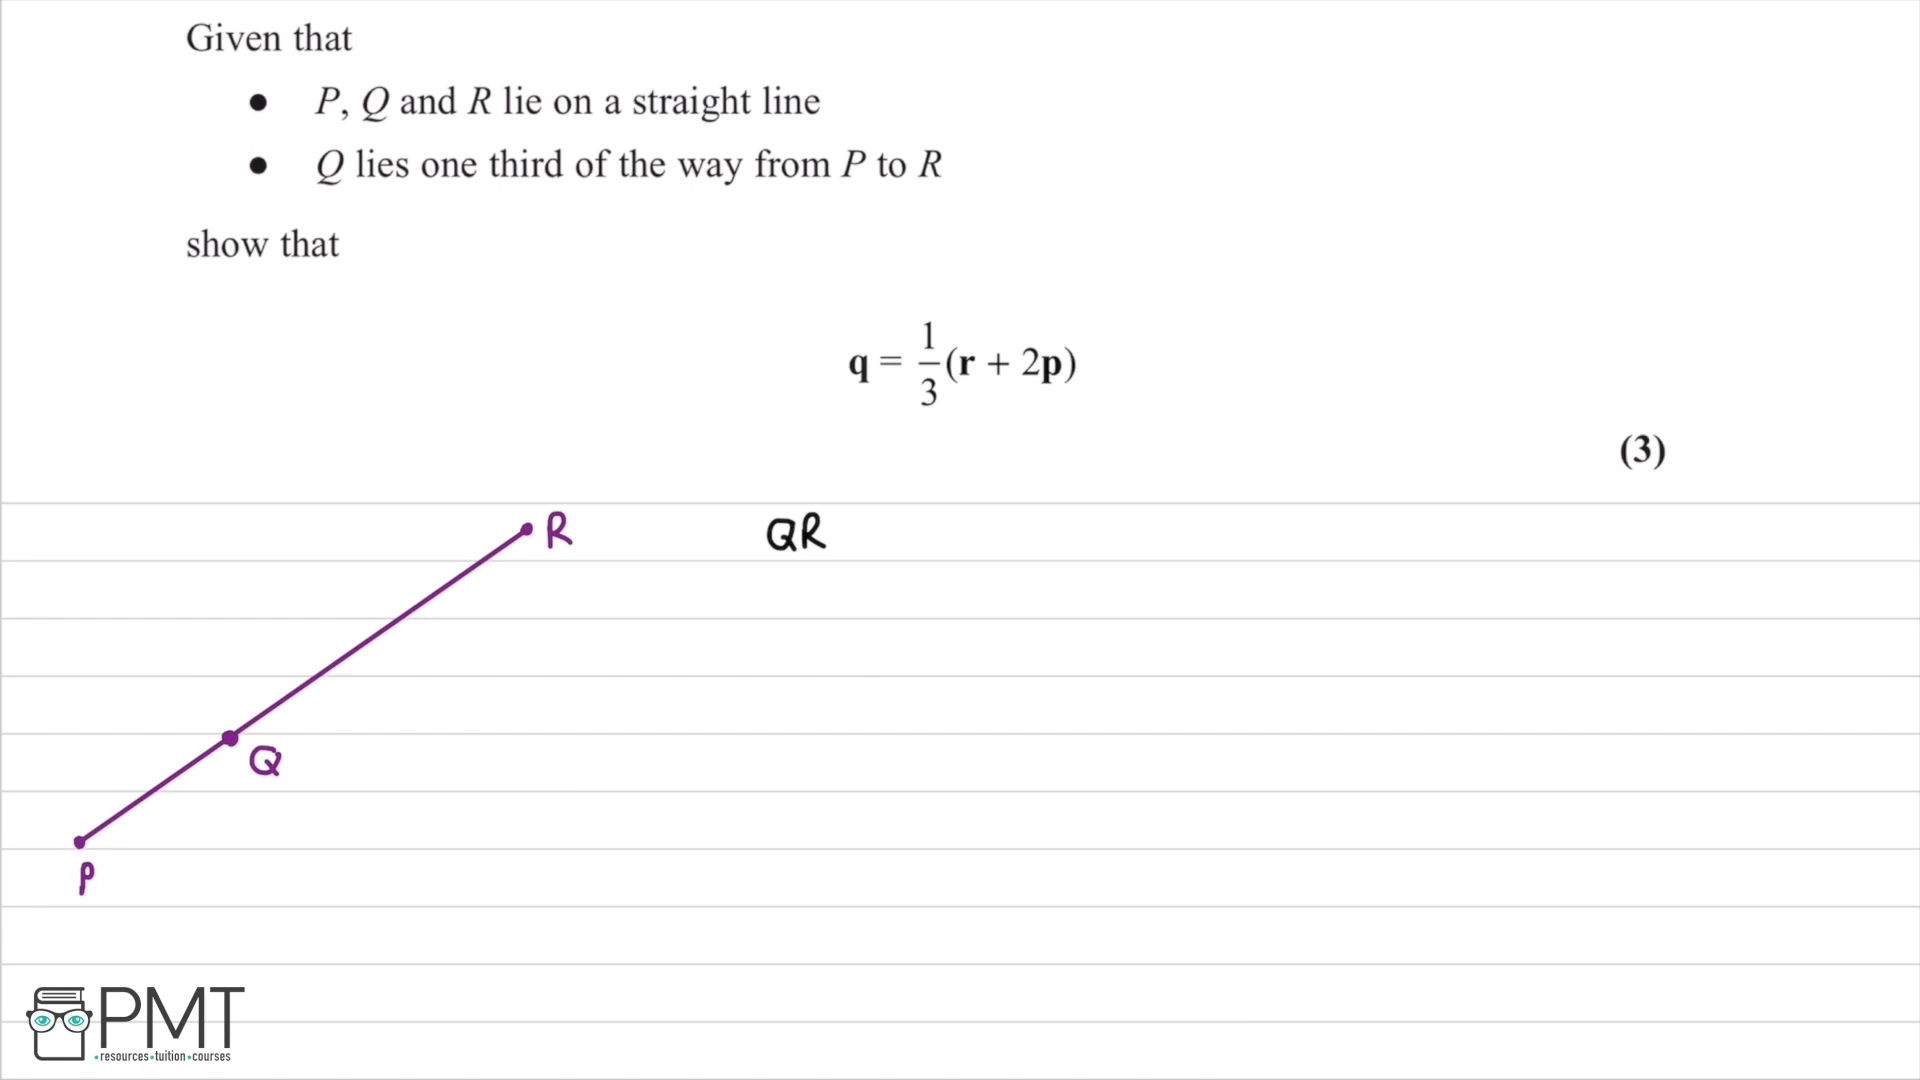 Given that
● P, Q and R lie on a straight line
● Q lies one third of the way from P to R
show that
q = 1/3 (r + 2p)
(3)
R
QR
Q
P
PMT
•resources•tuition•courses